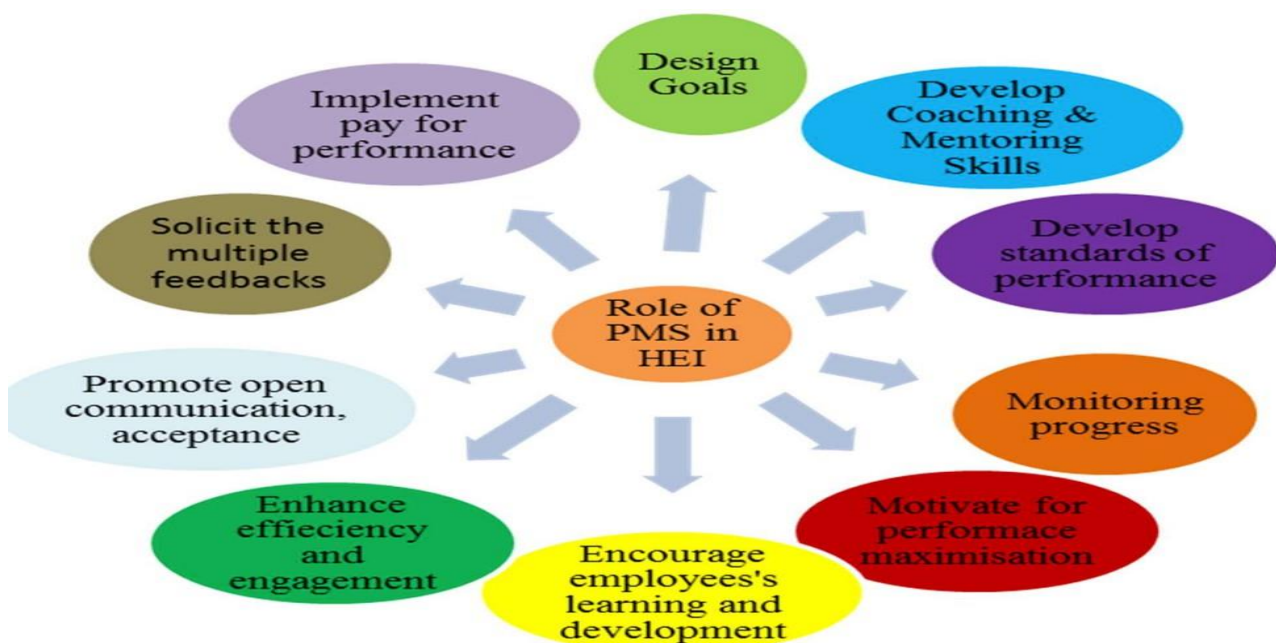 Design
Goals
Develop
Coaching &
Mentoring
Skills
Develop
standards of
performance
Monitoring
progress
Motivate for
performace
maximisation
Encourage
employees's
learning and
development
Enhance
effieciency
and
engagement
Promote open
communication,
acceptance
Solicit the
multiple
feedbacks
Implement
pay for
performance
Role of
PMS in
HEI